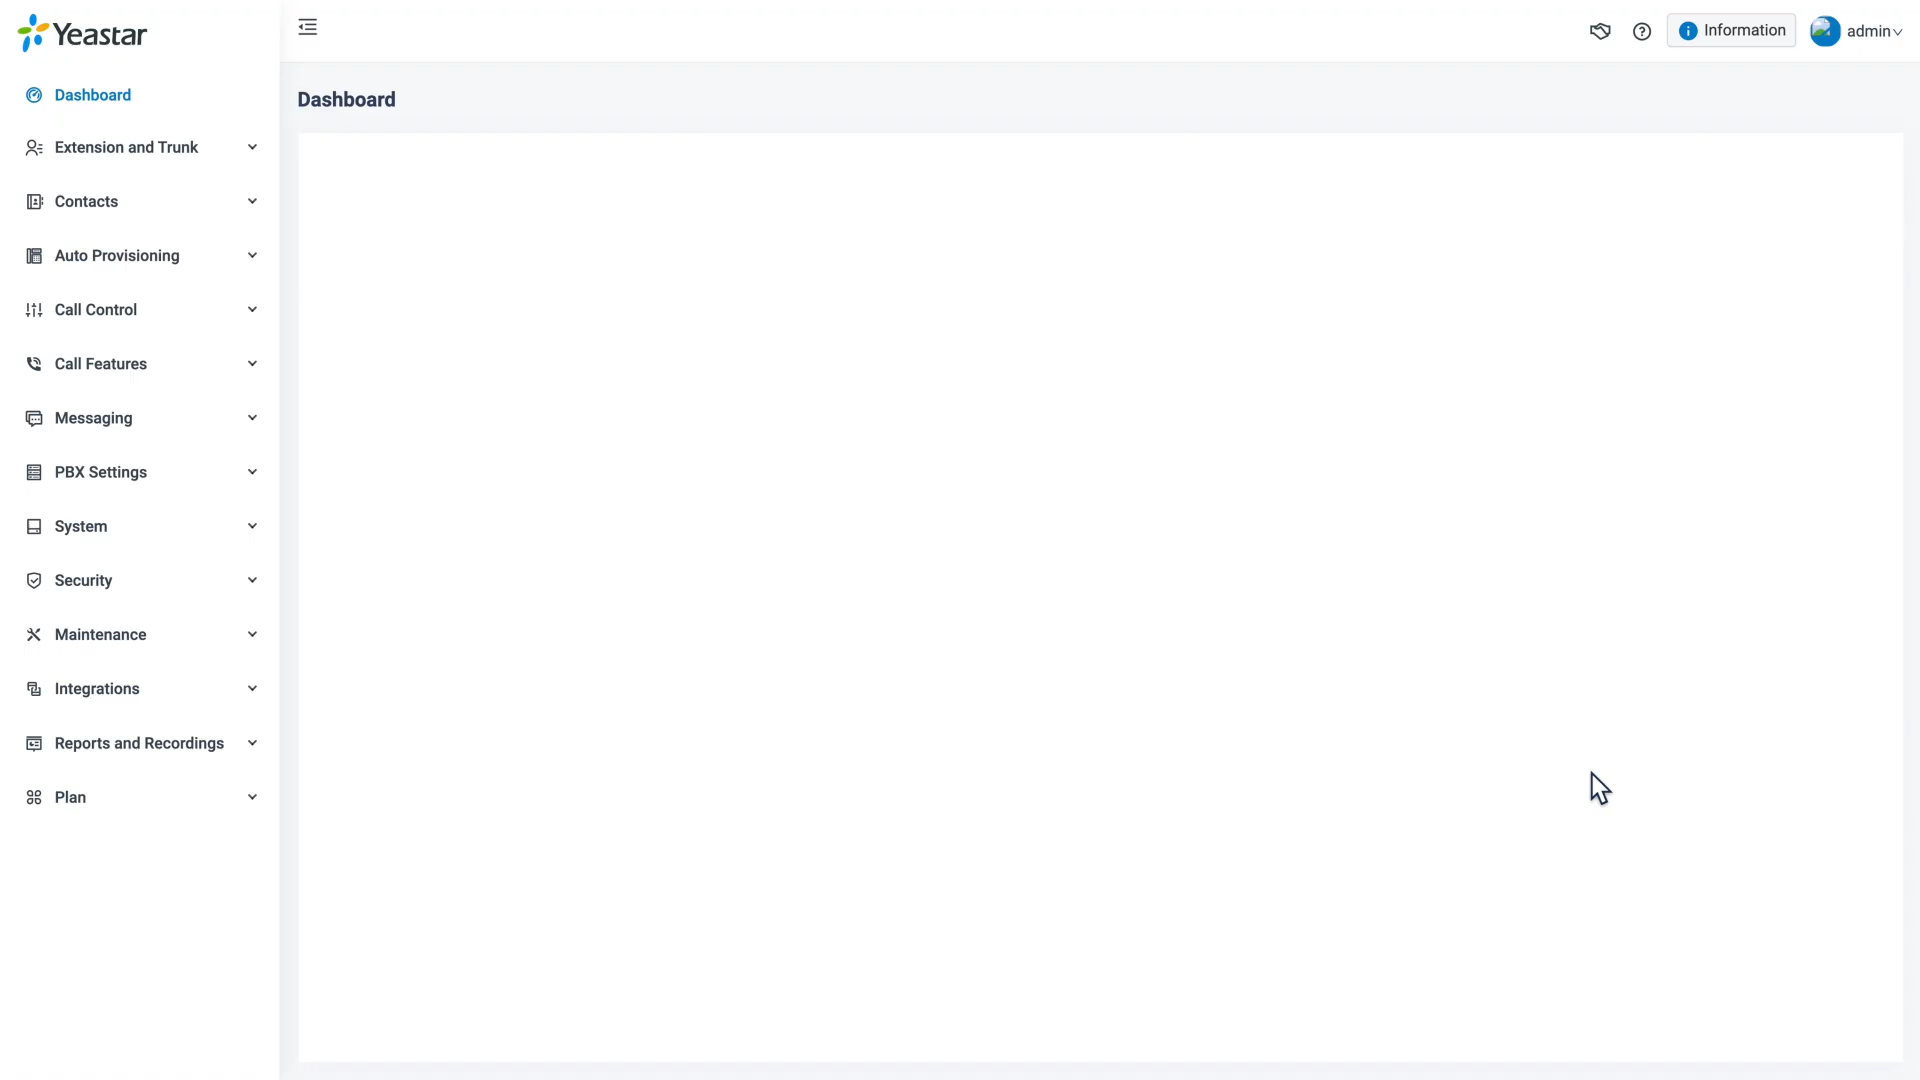 Yeastar
Information
admin
Dashboard
Extension and Trunk
Contacts
Auto Provisioning
Call Control
Call Features
Messaging
PBX Settings
System
Security
Maintenance
Integrations
Reports and Recordings
Plan
Dashboard